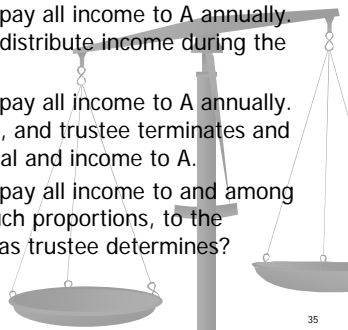 pay all income to A annually.
distribute income during the
pay all income to A annually.
, and trustee terminates and
al and income to A.
pay all income to and among
ch proportions, to the
as trustee determines?
35